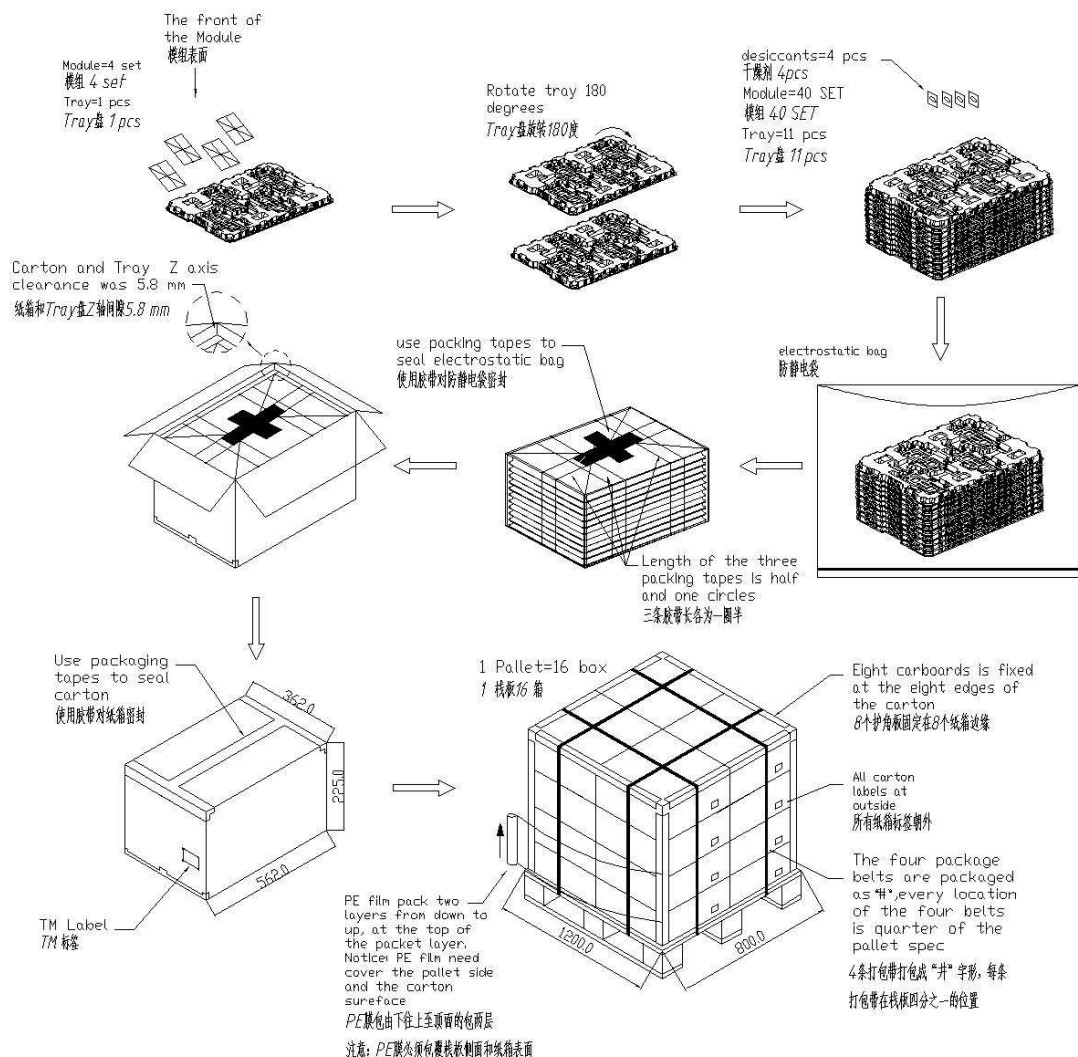 The front of
the Module
模组表面
Module=4 set
模组 4 set
Tray=1 pcs
Tray盘 1 pcs
Rotate tray 180
degrees
Tray盘旋转180度
desiccants=4 pcs
干燥剂 4pcs
Module=40 SET
模组 40 SET
Tray=11 pcs
Tray盘 11 pcs
Carton and Tray Z axis
clearance was 5.8 mm
纸箱和Tray盘Z轴间隙5.8 mm
use packing tapes to
seal electrostatic bag
使用胶带对防静电袋密封
electrostatic bag
防静电袋
Length of the three
packing tapes is half
and one circles
三条胶带长各为一圈半
Use packaging
tapes to seal
carton
使用胶带对纸箱密封
362.0
225.0
562.0
TM Label
TM 标签
1 Pallet=16 box
1 栈板16 箱
Eight carboards is fixed
at the eight edges of
the carton
8个护角板固定在8个纸箱边缘
All carton
labels at
outside
所有纸箱标签朝外
The four package
belts are packaged
as "井",every location
of the four belts
is quarter of the
pallet spec
4条打包带打包成“井”字形, 每条
打包带在栈板四分之一的位置
PE film pack two
layers from down to
up, at the top of
the packet layer.
Notice: PE film need
cover the pallet side
and the carton
sureface
PE膜包由下往上至顶面的包两层
注意: PE膜必须包覆栈板侧面和纸箱表面
1200.0
800.0